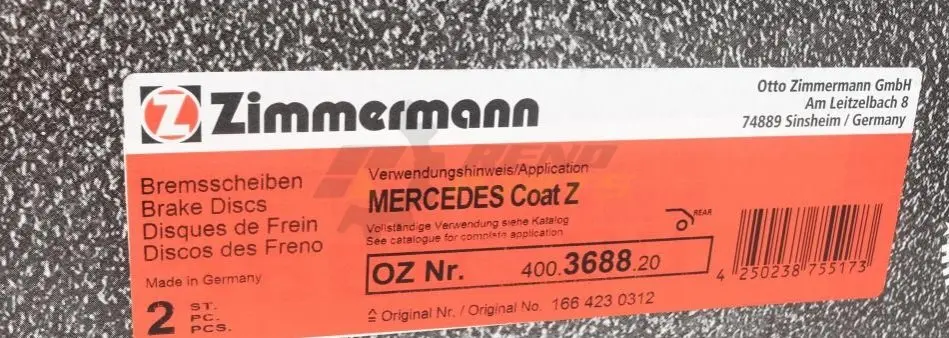 Zimmermann
Otto Zimmermann GmbH
Am Leitzelbach 8
74889 Sinsheim / Germany
Bremsscheiben
Brake Discs
Disques de Frein
Discos des Freno
Made in Germany
2 ST.
PC.
PCS.
Verwendungshinweis/Application
MERCEDES Coat Z
Vollständige Verwendung siehe Katalog
See catalogue for complete application
REAR
OZ Nr. 400.3688.20
≙ Original Nr. / Original No. 166 423 0312
4 250238 755173